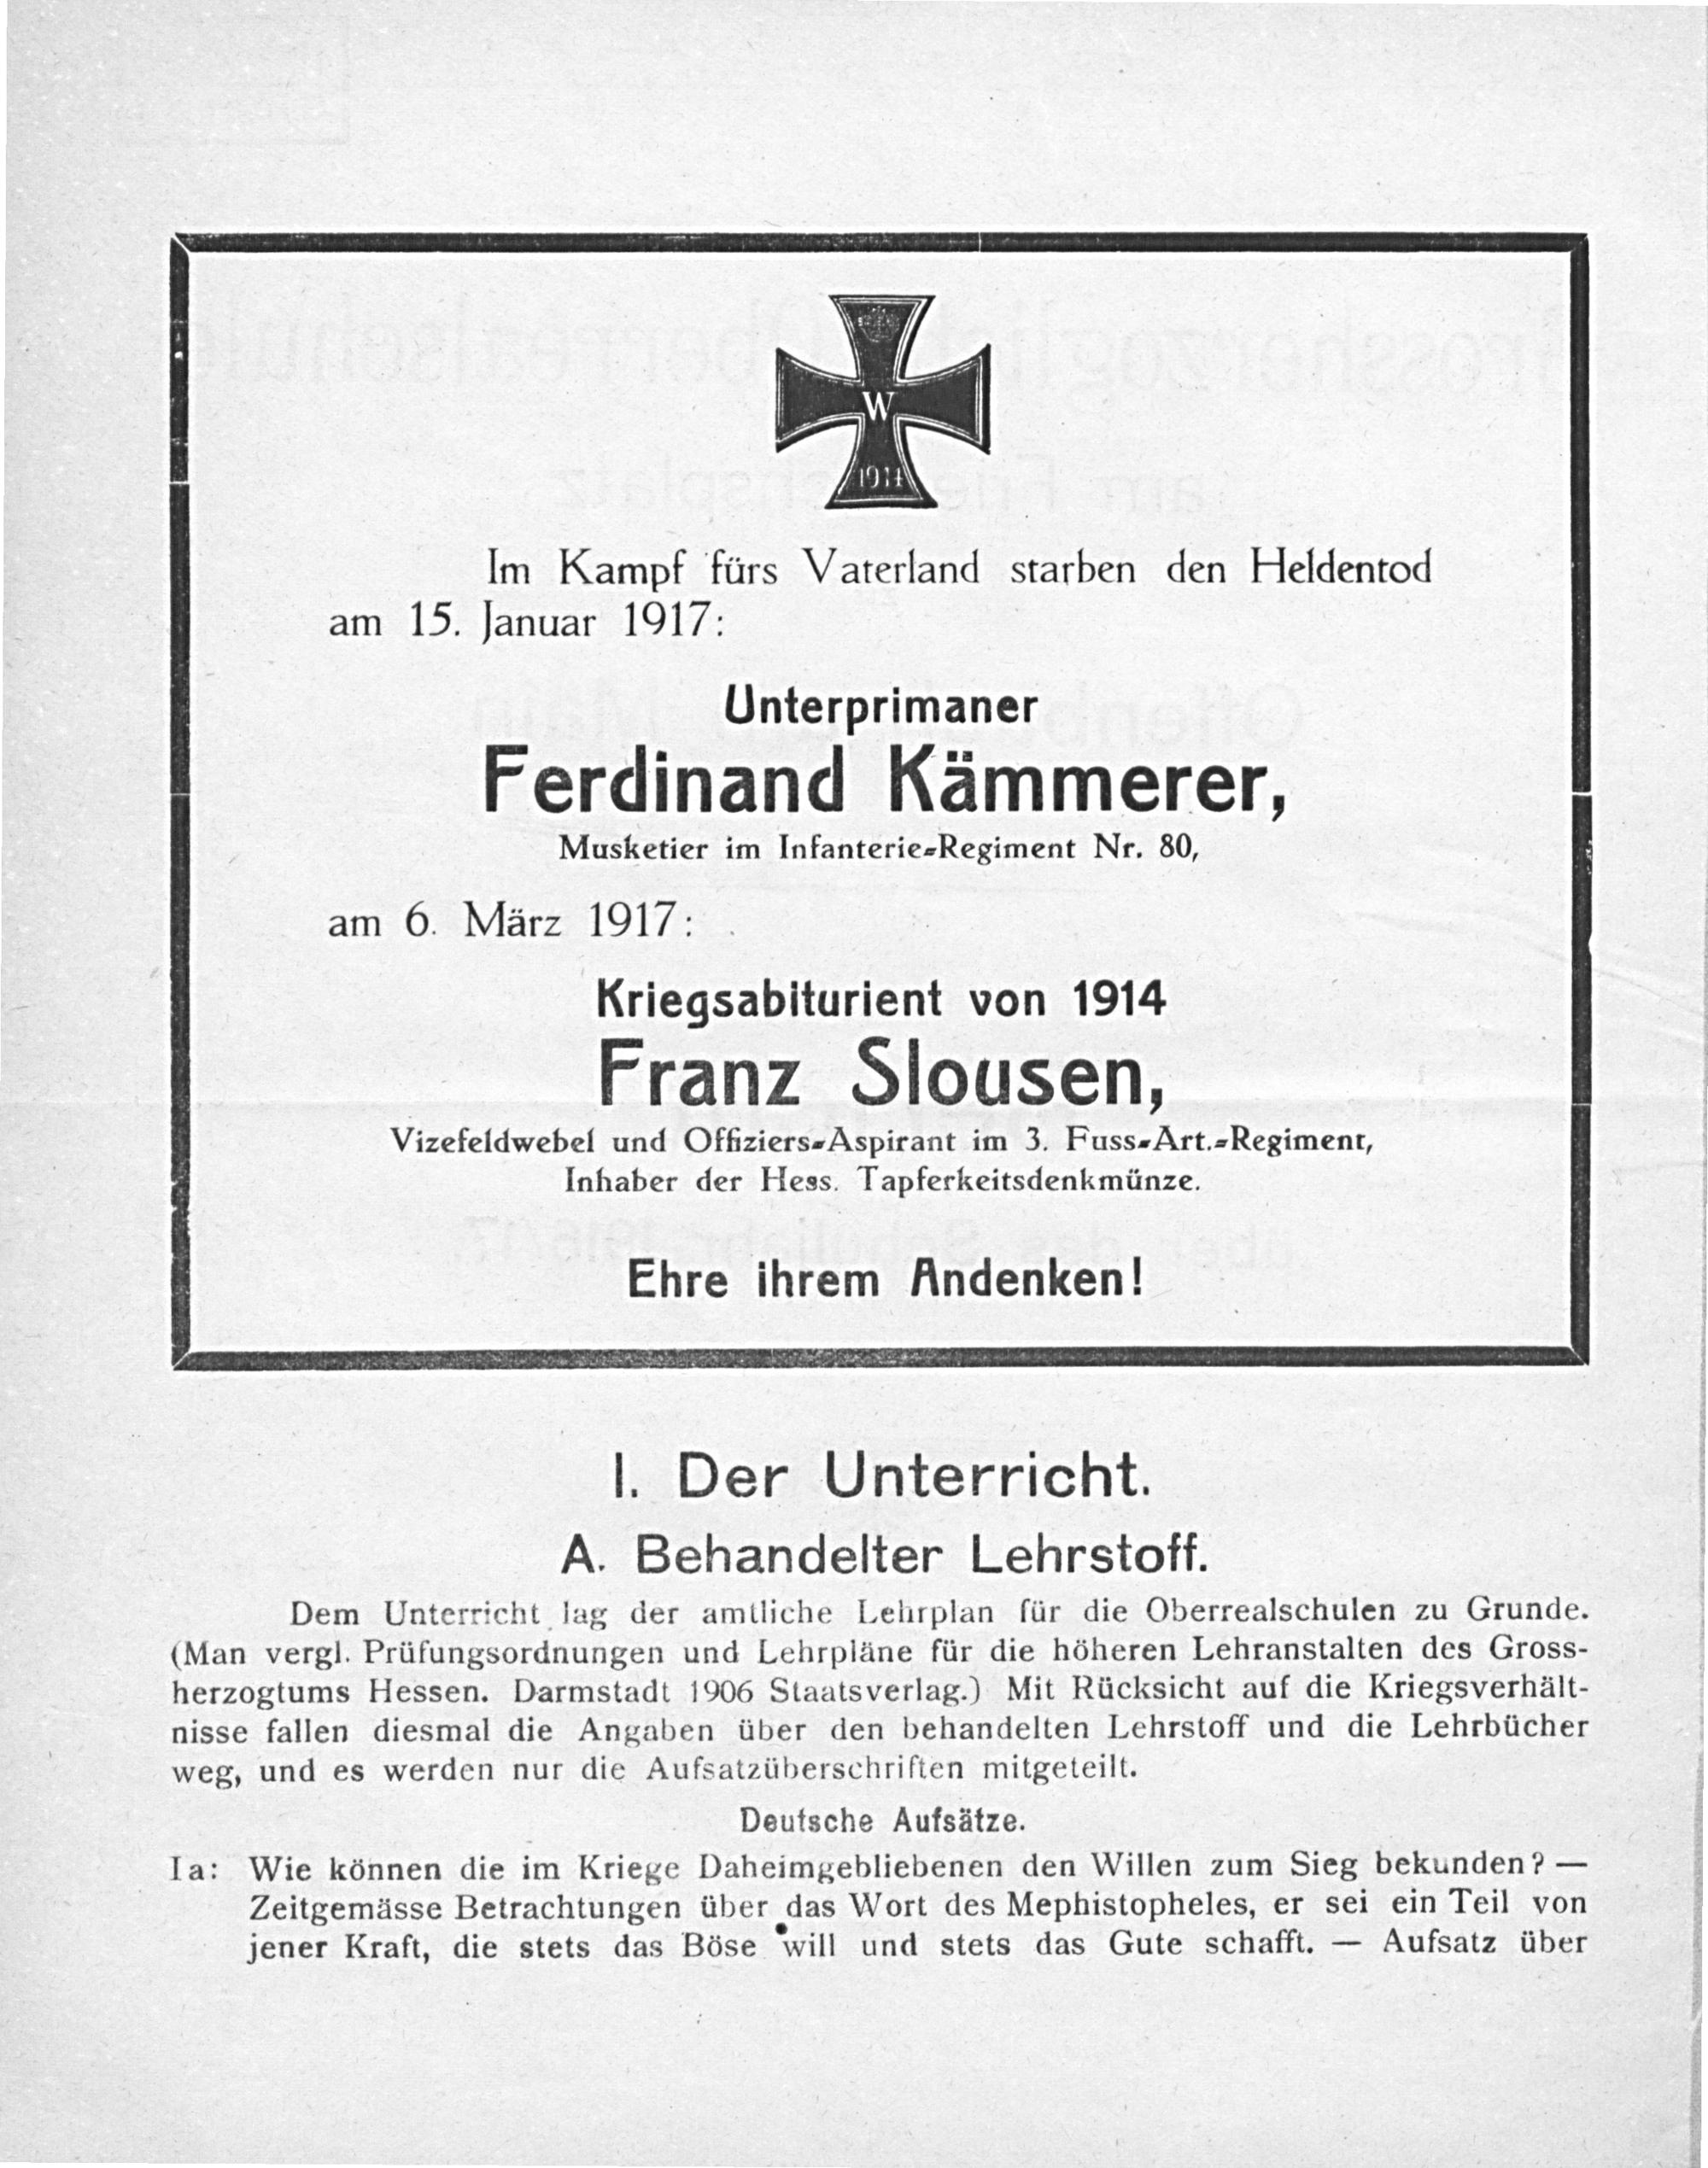 W
1914
Im Kampf fürs Vaterland starben den Heldentod
am 15. Januar 1917:
Unterprimaner
Ferdinand Kämmerer,
Musketier im Infanterie-Regiment Nr. 80,
am 6. März 1917:
Kriegsabiturient von 1914
Franz Slousen,
Vizefeldwebel und Offiziers-Aspirant im 3. Fuss-Art.-Regiment,
Inhaber der Hess. Tapferkeitsdenkmünze.
Ehre ihrem Andenken!
I. Der Unterricht.
A. Behandelter Lehrstoff.
Dem Unterricht lag der amtliche Lehrplan für die Oberrealschulen zu Grunde.
(Man vergl. Prüfungsordnungen und Lehrpläne für die höheren Lehranstalten des Gross-
herzogtums Hessen. Darmstadt 1906 Staatsverlag.) Mit Rücksicht auf die Kriegsverhält-
nisse fallen diesmal die Angaben über den behandelten Lehrstoff und die Lehrbücher
weg, und es werden nur die Aufsatzüberschriften mitgeteilt.
Deutsche Aufsätze.
Ia: Wie können die im Kriege Daheimgebliebenen den Willen zum Sieg bekunden? —
Zeitgemässe Betrachtungen über das Wort des Mephistopheles, er sei ein Teil von
jener Kraft, die stets das Böse will und stets das Gute schafft. — Aufsatz über